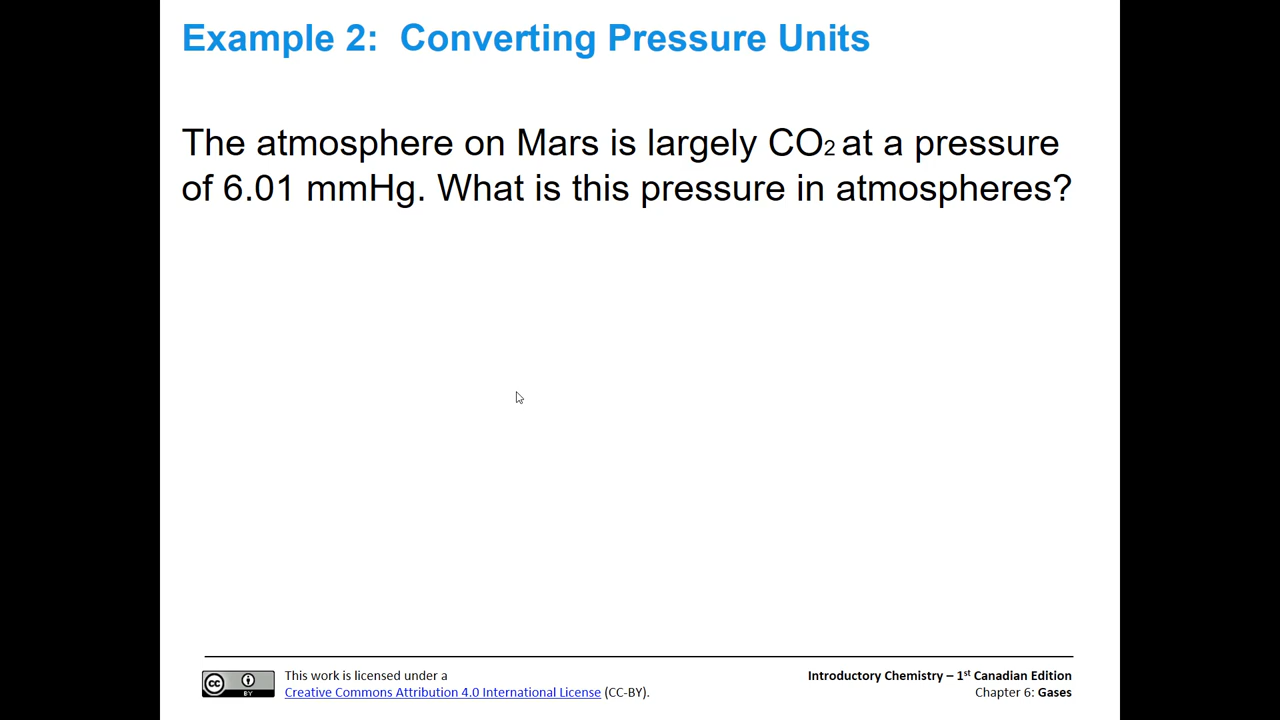 Example 2:  Converting Pressure Units
The atmosphere on Mars is largely CO₂ at a pressure
of 6.01 mmHg. What is this pressure in atmospheres?
cc BY
This work is licensed under a
Creative Commons Attribution 4.0 International License (CC-BY).
Introductory Chemistry – 1st Canadian Edition
Chapter 6: Gases